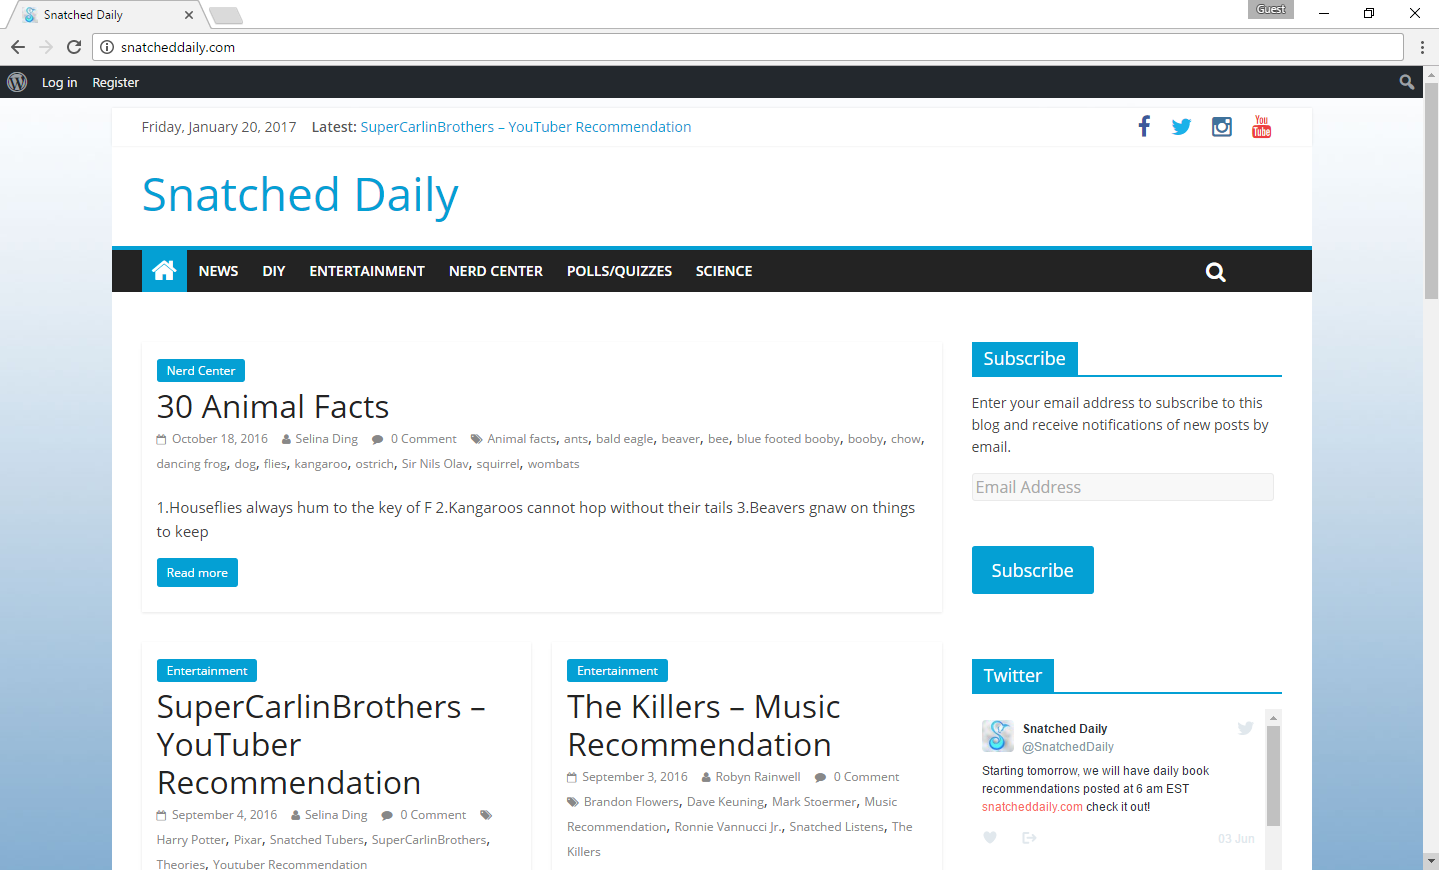 Snatched Daily
Guest
snatcheddaily.com
Log in Register
Friday, January 20, 2017 Latest: SuperCarlinBrothers – YouTuber Recommendation
You Tube
Snatched Daily
NEWS DIY ENTERTAINMENT NERD CENTER POLLS/QUIZZES SCIENCE
Nerd Center
30 Animal Facts
October 18, 2016 Selina Ding 0 Comment Animal facts, ants, bald eagle, beaver, bee, blue footed booby, booby, chow,
dancing frog, dog, flies, kangaroo, ostrich, Sir Nils Olav, squirrel, wombats
1.Houseflies always hum to the key of F 2.Kangaroos cannot hop without their tails 3.Beavers gnaw on things
to keep
Read more
Entertainment
SuperCarlinBrothers –
YouTuber
Recommendation
September 4, 2016 Selina Ding 0 Comment
Harry Potter, Pixar, Snatched Tubers, SuperCarlinBrothers,
Theories, Youtuber Recommendation
Entertainment
The Killers – Music
Recommendation
September 3, 2016 Robyn Rainwell 0 Comment
Brandon Flowers, Dave Keuning, Mark Stoermer, Music
Recommendation, Ronnie Vannucci Jr., Snatched Listens, The
Killers
Subscribe
Enter your email address to subscribe to this
blog and receive notifications of new posts by
email.
Email Address
Subscribe
Twitter
Snatched Daily
@SnatchedDaily
Starting tomorrow, we will have daily book
recommendations posted at 6 am EST
snatcheddaily.com check it out!
03 Jun